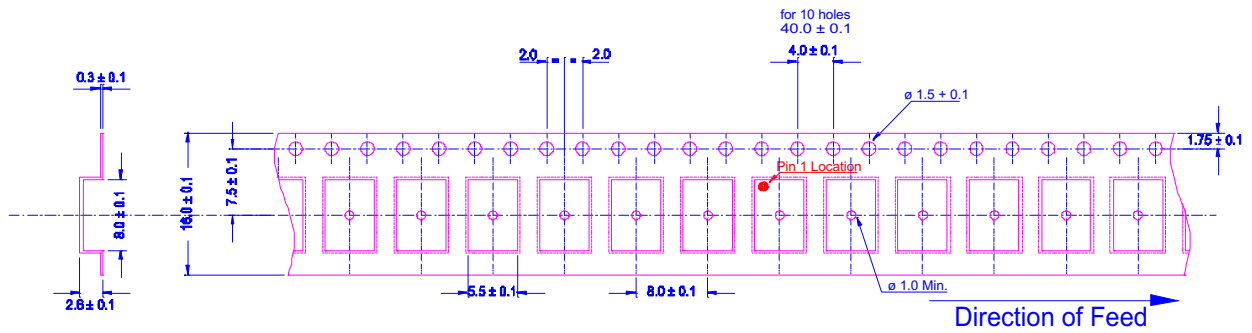 for 10 holes
40.0 ± 0.1
4.0 ± 0.1
2.0 = = 2.0
0.3 ± 0.1
ø 1.5 + 0.1
1.75 ± 0.1
Pin 1 Location
7.5 ± 0.1
16.0 ± 0.1
8.0 ± 0.1
2.8 ± 0.1
5.5 ± 0.1
8.0 ± 0.1
ø 1.0 Min.
Direction of Feed